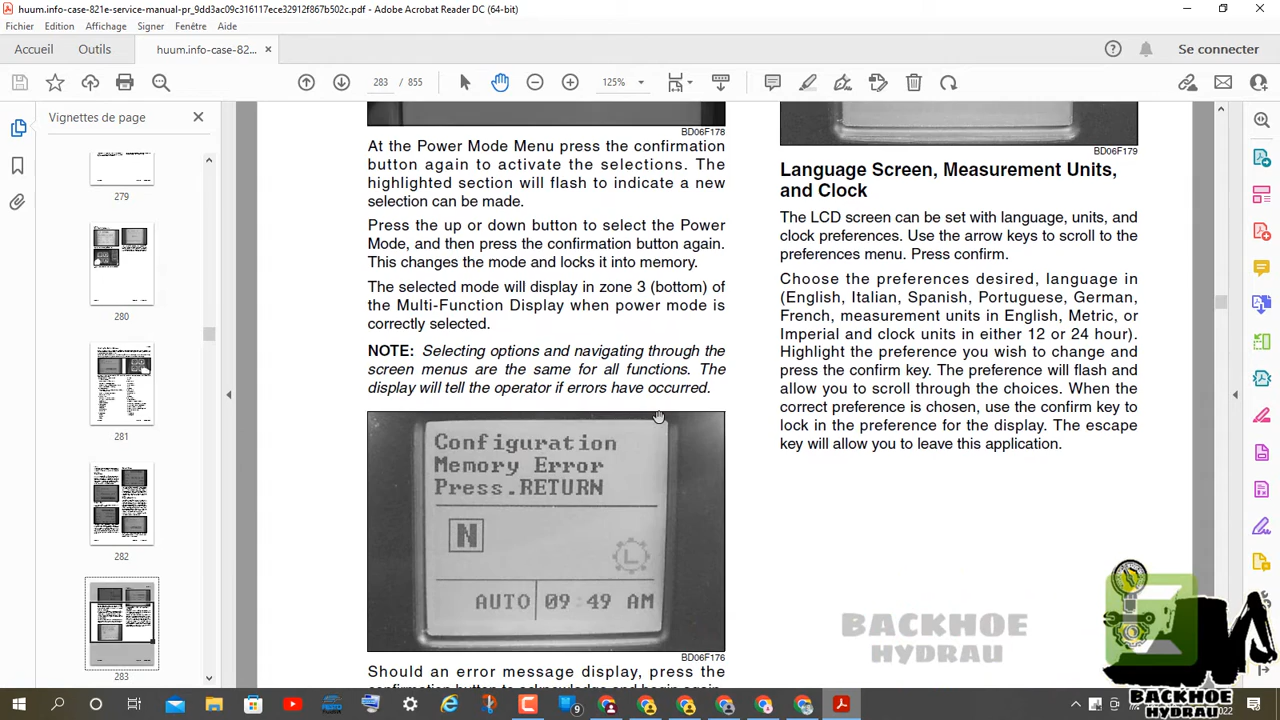 huum.info-case-821e-service-manual-pr_9dd3ac09c316117ece32912f867b502c.pdf - Adobe Acrobat Reader DC (64-bit)
Fichier Edition Affichage Signer Fenêtre Aide
Accueil Outils huum.info-case-82... × Se connecter
283 / 855 125%
Vignettes de page
279
280
281
282
283
BD06F178
At the Power Mode Menu press the confirmation
button again to activate the selections. The
highlighted section will flash to indicate a new
selection can be made.
Press the up or down button to select the Power
Mode, and then press the confirmation button again.
This changes the mode and locks it into memory.
The selected mode will display in zone 3 (bottom) of
the Multi-Function Display when power mode is
correctly selected.
NOTE: Selecting options and navigating through the
screen menus are the same for all functions. The
display will tell the operator if errors have occurred.
Configuration
Memory Error
Press.RETURN
N
L
AUTO 09 49 AM
BD06F176
Should an error message display, press the
BD06F179
Language Screen, Measurement Units,
and Clock
The LCD screen can be set with language, units, and
clock preferences. Use the arrow keys to scroll to the
preferences menu. Press confirm.
Choose the preferences desired, language in
(English, Italian, Spanish, Portuguese, German,
French, measurement units in English, Metric, or
Imperial and clock units in either 12 or 24 hour).
Highlight the preference you wish to change and
press the confirm key. The preference will flash and
allow you to scroll through the choices. When the
correct preference is chosen, use the confirm key to
lock in the preference for the display. The escape
key will allow you to leave this application.
BACKHOE
HYDRAU
BACKHOE
HYDRAU